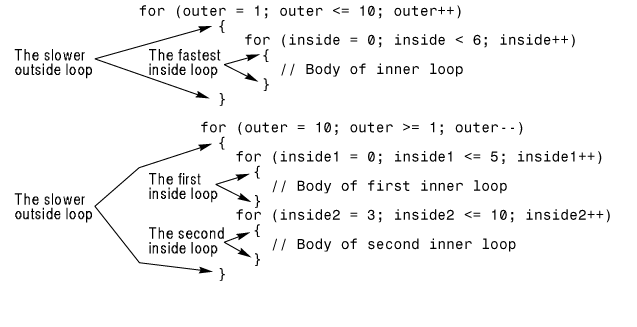 for (outer = 1; outer <= 10; outer++)
{
for (inside = 0; inside < 6; inside++)
The slower
outside loop
The fastest
inside loop
{
// Body of inner loop
}
}
for (outer = 10; outer >= 1; outer--)
{
for (inside1 = 0; inside1 <= 5; inside1++)
The slower
outside loop
The first
inside loop
{
// Body of first inner loop
}
for (inside2 = 3; inside2 <= 10; inside2++)
The second
inside loop
{
// Body of second inner loop
}
}